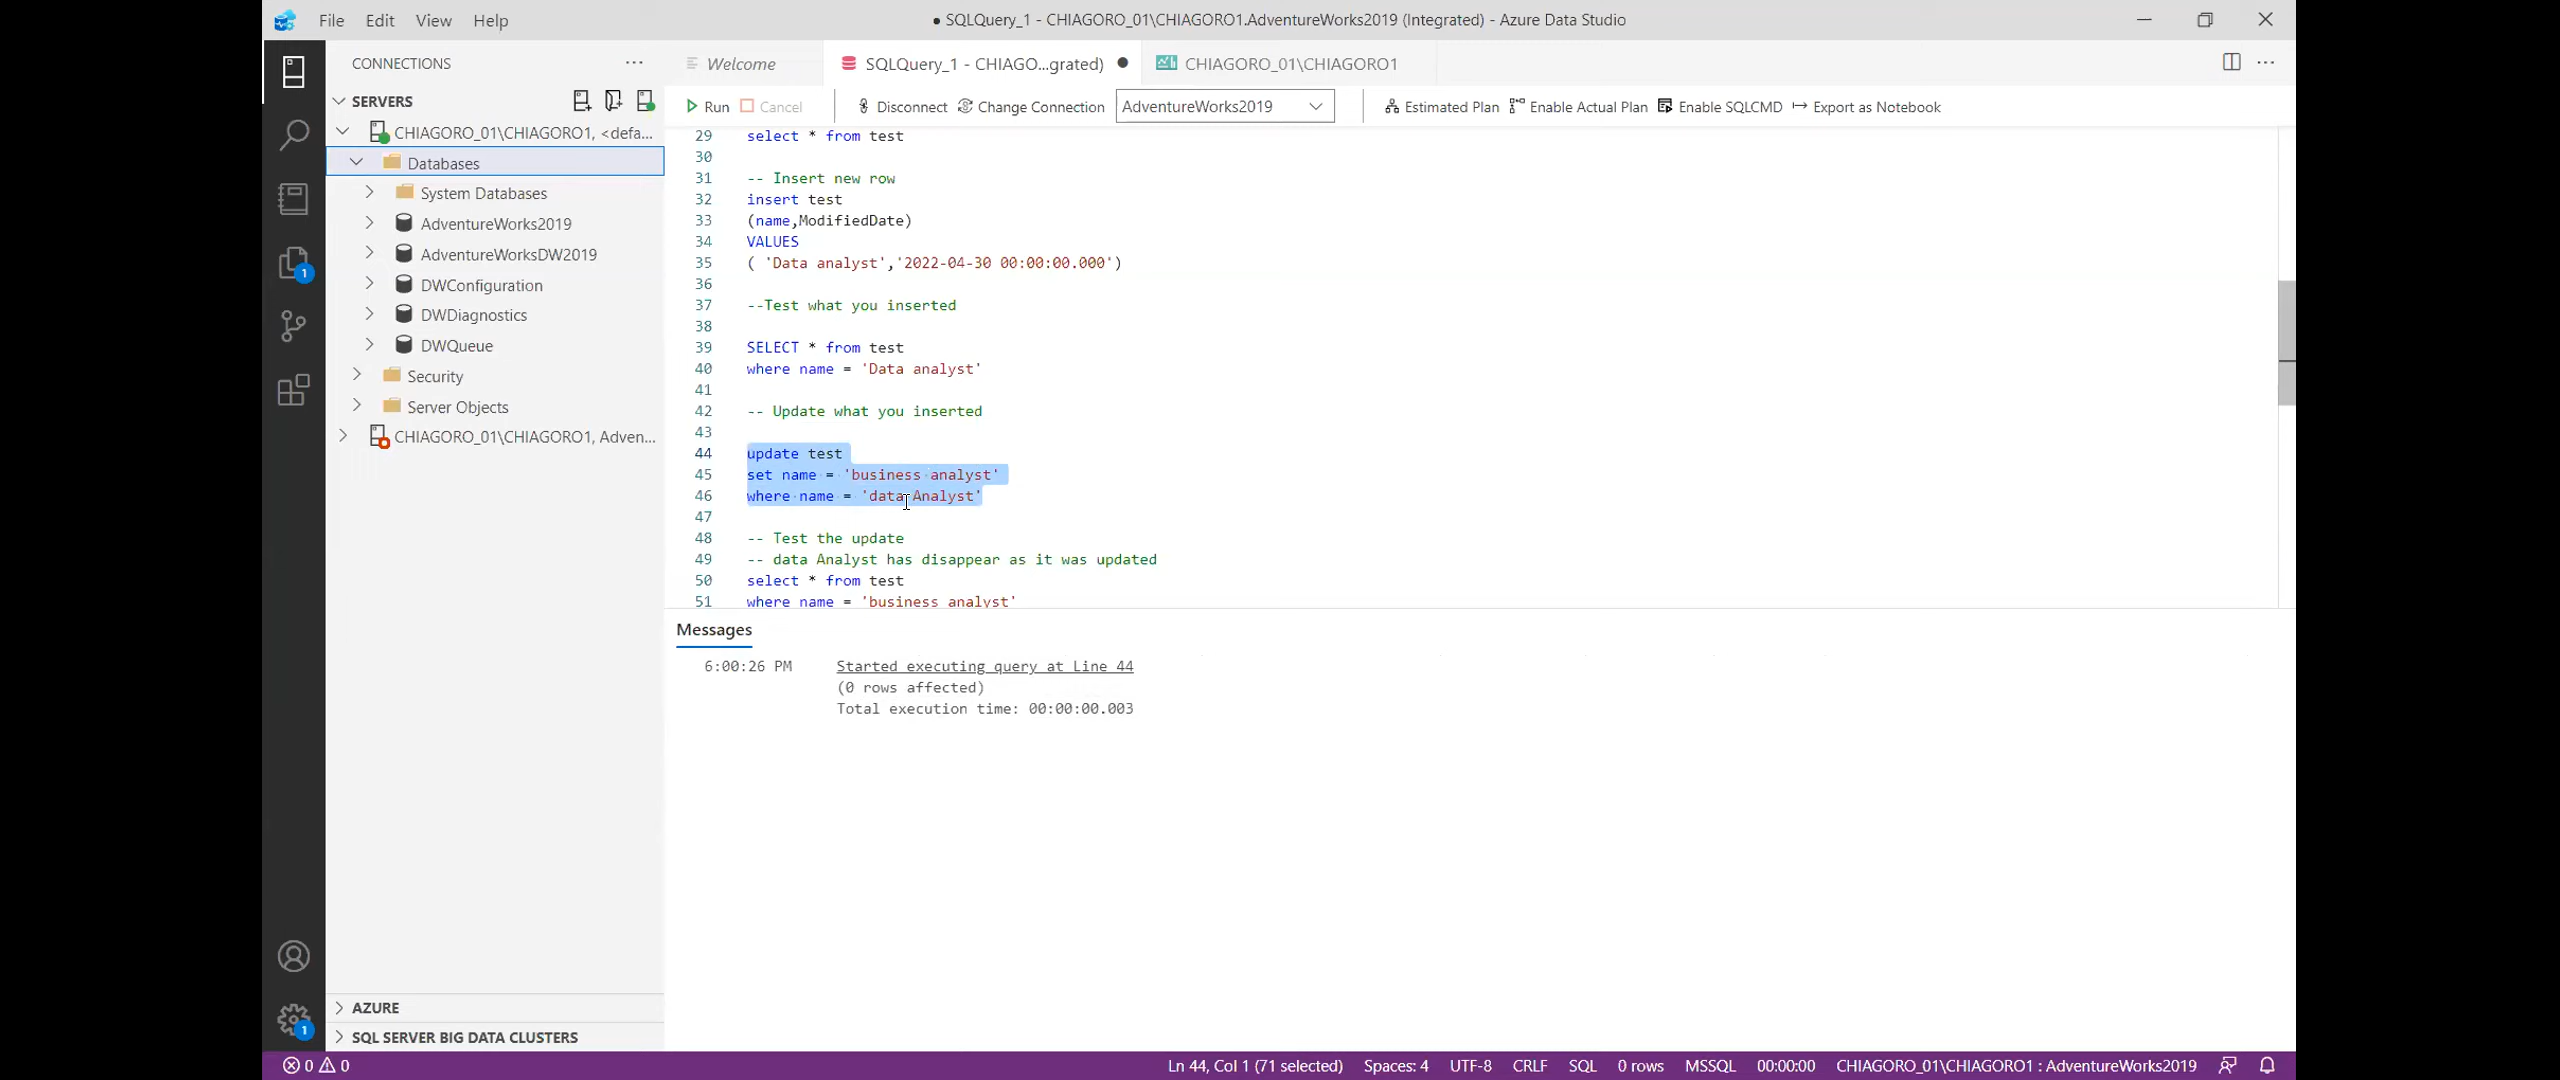 File Edit View Help
● SQLQuery_1 - CHIAGORO_01\CHIAGORO1.AdventureWorks2019 (Integrated) - Azure Data Studio
CONNECTIONS
Welcome
SQLQuery_1 - CHIAGO...grated)
CHIAGORO_01\CHIAGORO1
SERVERS
Run
Cancel
Disconnect
Change Connection
AdventureWorks2019
Estimated Plan
Enable Actual Plan
Enable SQLCMD
Export as Notebook
CHIAGORO_01\CHIAGORO1, <defa...
Databases
System Databases
AdventureWorks2019
AdventureWorksDW2019
DWConfiguration
DWDiagnostics
DWQueue
Security
Server Objects
CHIAGORO_01\CHIAGORO1, Adven...
1
29 select * from test
30
31 -- Insert new row
32 insert test
33 (name,ModifiedDate)
34 VALUES
35 ( 'Data analyst','2022-04-30 00:00:00.000')
36
37 --Test what you inserted
38
39 SELECT * from test
40 where name = 'Data analyst'
41
42 -- Update what you inserted
43
44 update test
45 set name = 'business analyst'
46 where name = 'data Analyst'
47
48 -- Test the update
49 -- data Analyst has disappear as it was updated
50 select * from test
51 where name = 'business analyst'
Messages
6:00:26 PM Started executing query at Line 44
(0 rows affected)
Total execution time: 00:00:00.003
AZURE
1
SQL SERVER BIG DATA CLUSTERS
0 0
Ln 44, Col 1 (71 selected) Spaces: 4 UTF-8 CRLF SQL 0 rows MSSQL 00:00:00 CHIAGORO_01\CHIAGORO1 : AdventureWorks2019